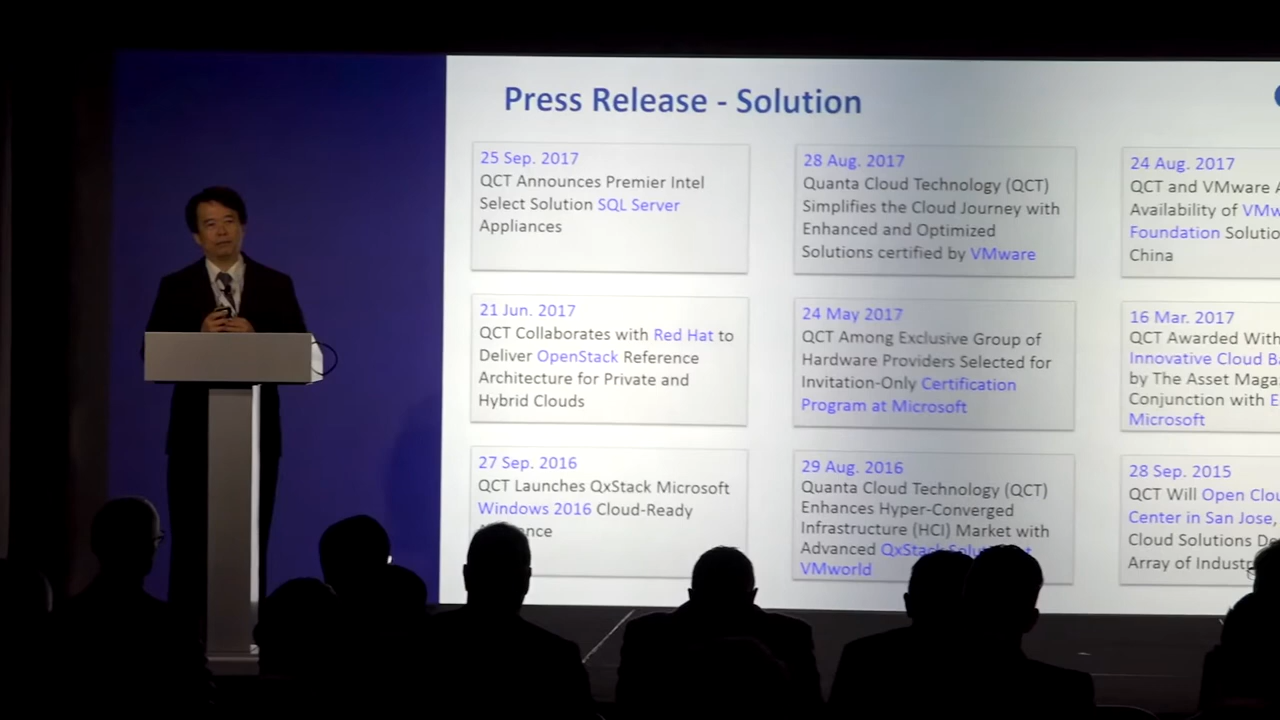 Press Release - Solution
25 Sep. 2017
QCT Announces Premier Intel
Select Solution SQL Server
Appliances
28 Aug. 2017
Quanta Cloud Technology (QCT)
Simplifies the Cloud Journey with
Enhanced and Optimized
Solutions certified by VMware
24 Aug. 2017
QCT and VMware
Availability of
Foundation
China
21 Jun. 2017
QCT Collaborates with Red Hat to
Deliver OpenStack Reference
Architecture for Private and
Hybrid Clouds
24 May 2017
QCT Among Exclusive Group of
Hardware Providers Selected for
Invitation-Only Certification
Program at Microsoft
16 Mar. 2017
QCT Awarded With
Innovative Cloud
by The Asset
Conjunction with
Microsoft
27 Sep. 2016
QCT Launches QxStack Microsoft
Windows 2016 Cloud-Ready
29 Aug. 2016
Quanta Cloud Technology (QCT)
Enhances Hyper-Converged
Infrastructure (HCI) Market with
Advanced QxStack
VMworld
28 Sep. 2015
QCT Will Open
Center in San Jose,
Cloud Solutions
Array of